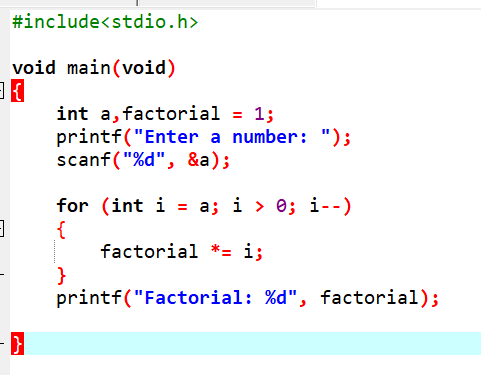 #include<stdio.h>
void main(void)
{
int a,factorial = 1;
printf("Enter a number: ");
scanf("%d", &a);
for (int i = a; i > 0; i--)
{
factorial *= i;
}
printf("Factorial: %d", factorial);
}